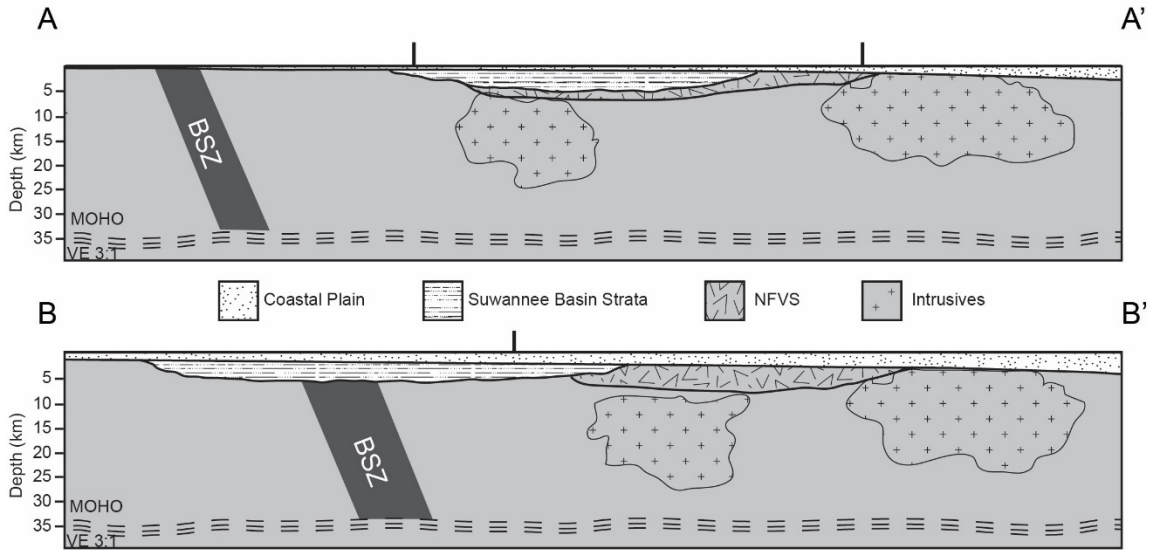 A A'
5
10
15
20
25
30
35
Depth (km)
BSZ
MOHO
VE 3:1
Coastal Plain
Suwannee Basin Strata
NFVS
Intrusives
B B'
5
10
15
20
25
30
35
Depth (km)
BSZ
MOHO
VE 3:1